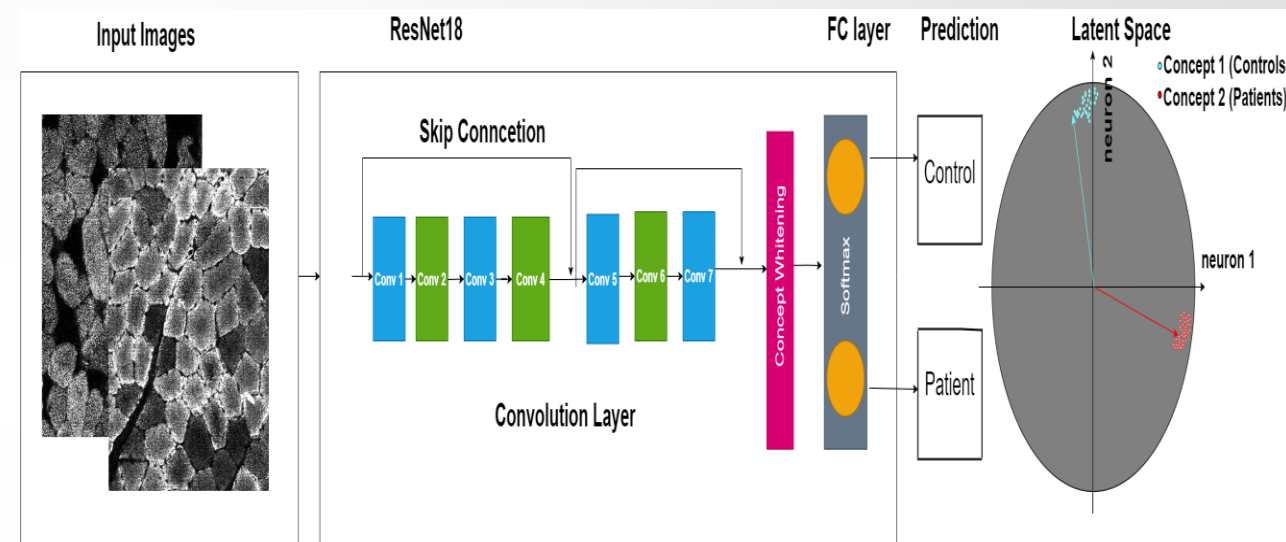 Input Images
ResNet18
FC layer
Prediction
Latent Space
Concept 1 (Controls
Concept 2 (Patients)
Skip Conncetion
Conv 1
Conv 2
Conv 3
Conv 4
Conv 5
Conv 6
Conv 7
Convolution Layer
Concept Whitening
Softmax
Control
Patient
neuron 2
neuron 1